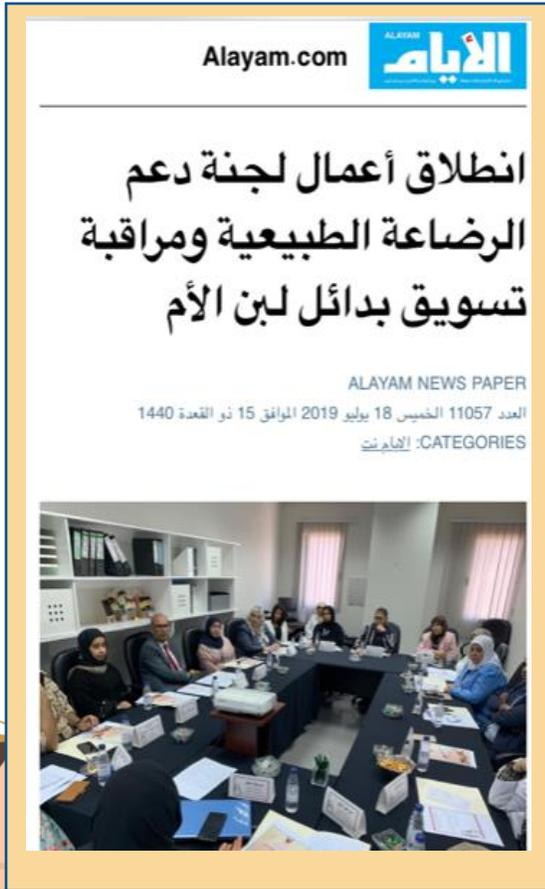 Alayam.com
ALAYAM
الأيام
انطلاق أعمال لجنة دعم
الرضاعة الطبيعية ومراقبة
تسويق بدائل لبن الأم
ALAYAM NEWS PAPER
العدد 11057 الخميس 18 يوليو 2019 الموافق 15 ذو القعدة 1440
CATEGORIES: الايام نت